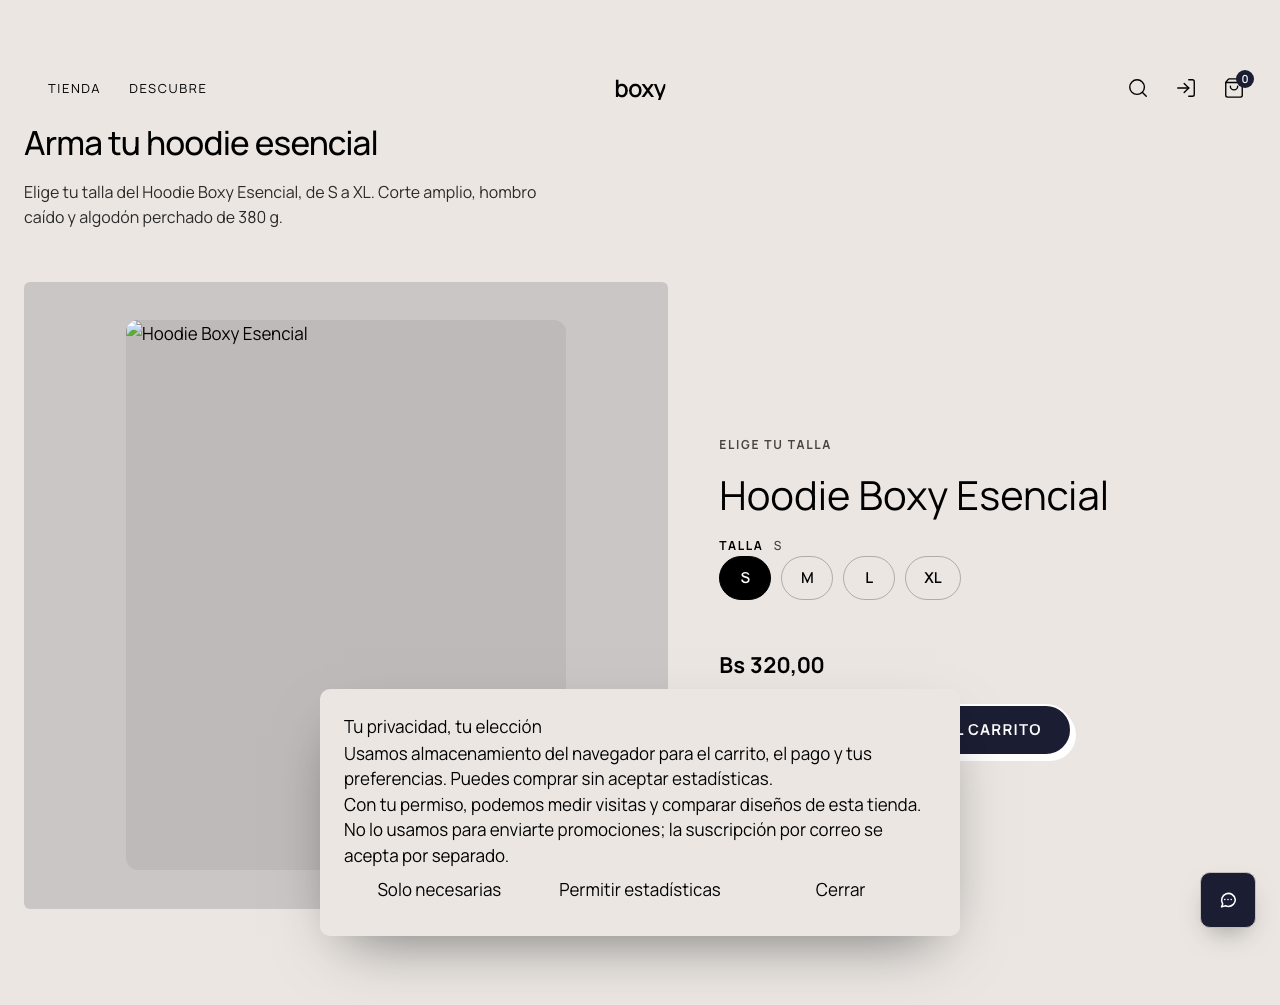 TIENDA DESCUBRE boxy 0
Arma tu hoodie esencial
Elige tu talla del Hoodie Boxy Esencial, de S a XL. Corte amplio, hombro
caído y algodón perchado de 380 g.
Hoodie Boxy Esencial
ELIGE TU TALLA
Hoodie Boxy Esencial
TALLA S
S M L XL
Bs 320,00
L CARRITO
Tu privacidad, tu elección
Usamos almacenamiento del navegador para el carrito, el pago y tus
preferencias. Puedes comprar sin aceptar estadísticas.
Con tu permiso, podemos medir visitas y comparar diseños de esta tienda.
No lo usamos para enviarte promociones; la suscripción por correo se
acepta por separado.
Solo necesarias Permitir estadísticas Cerrar